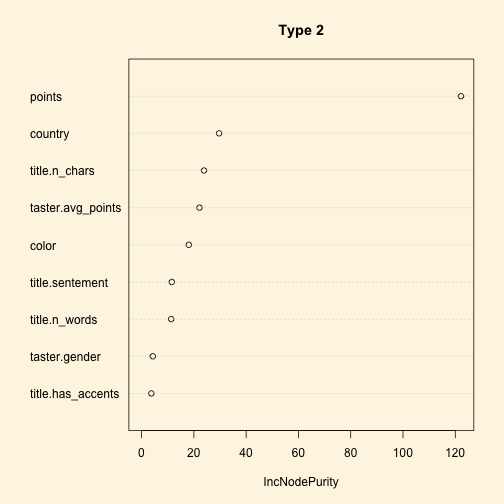 Type 2
points
country
title.n_chars
taster.avg_points
color
title.sentement
title.n_words
taster.gender
title.has_accents
0 20 40 60 80 100 120
IncNodePurity